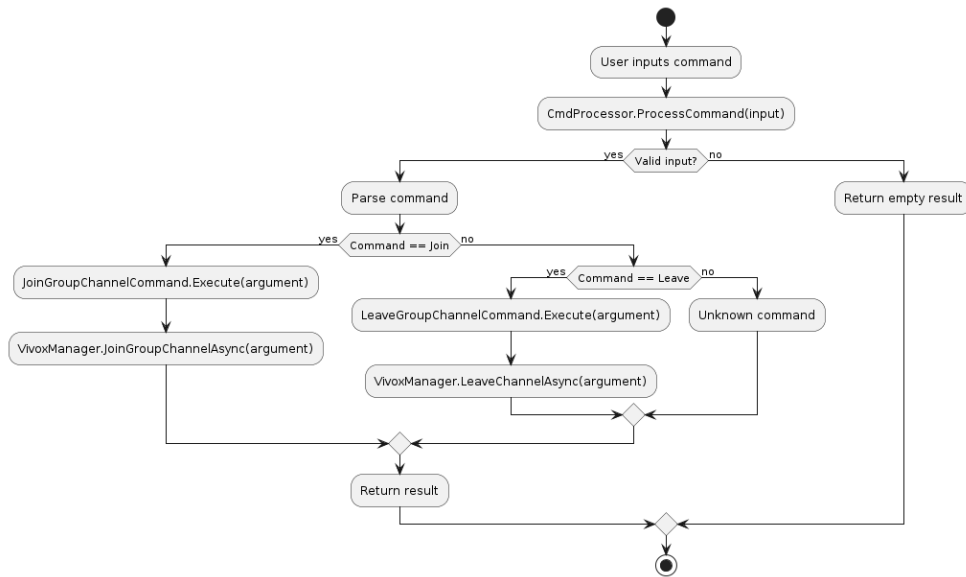 User inputs command
CmdProcessor.ProcessCommand(input)
yes
Valid input?
no
Parse command
Return empty result
yes
Command == Join
no
JoinGroupChannelCommand.Execute(argument)
yes
Command == Leave
no
LeaveGroupChannelCommand.Execute(argument)
Unknown command
VivoxManager.JoinGroupChannelAsync(argument)
VivoxManager.LeaveChannelAsync(argument)
Return result